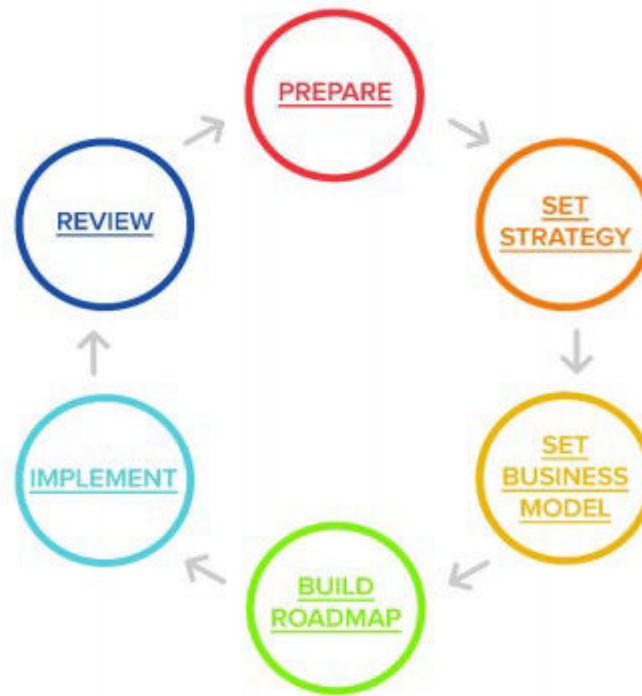 PREPARE
SET
STRATEGY
SET
BUSINESS
MODEL
BUILD
ROADMAP
IMPLEMENT
REVIEW